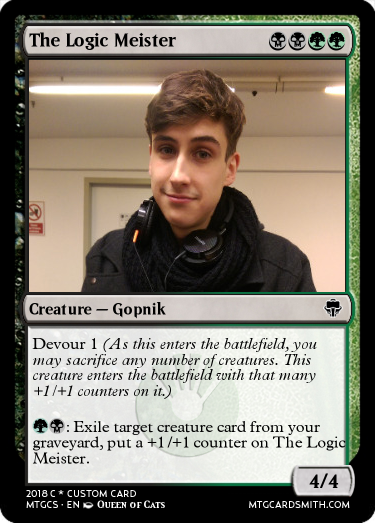 The Logic Meister
Creature — Gopnik
Devour 1 (As this enters the battlefield, you
may sacrifice any number of creatures. This
creature enters the battlefield with that many
+1/+1 counters on it.)
: Exile target creature card from your
graveyard, put a +1/+1 counter on The Logic
Meister.
4/4
2018 C * CUSTOM CARD
MTGCS · EN QUEEN OF CATS
MTGCARDSMITH.COM